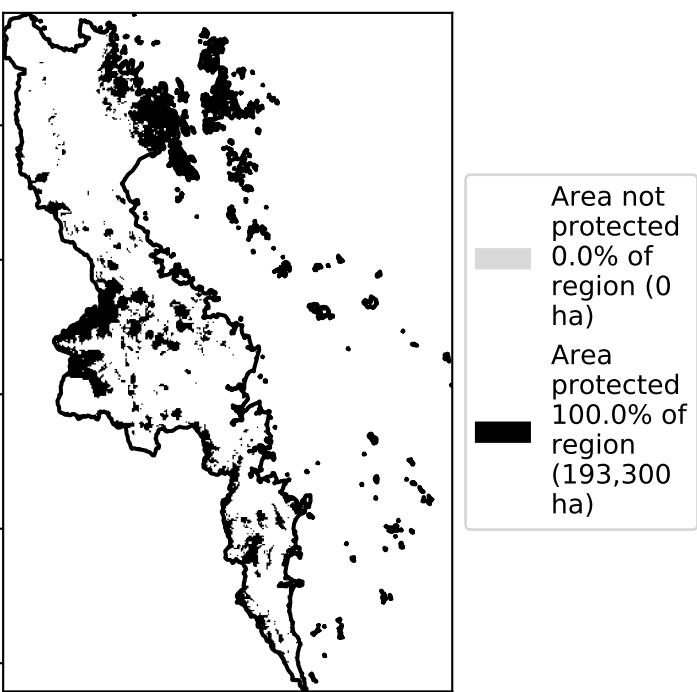 Area not
protected
0.0% of
region (0
ha)
Area
protected
100.0% of
region
(193,300
ha)